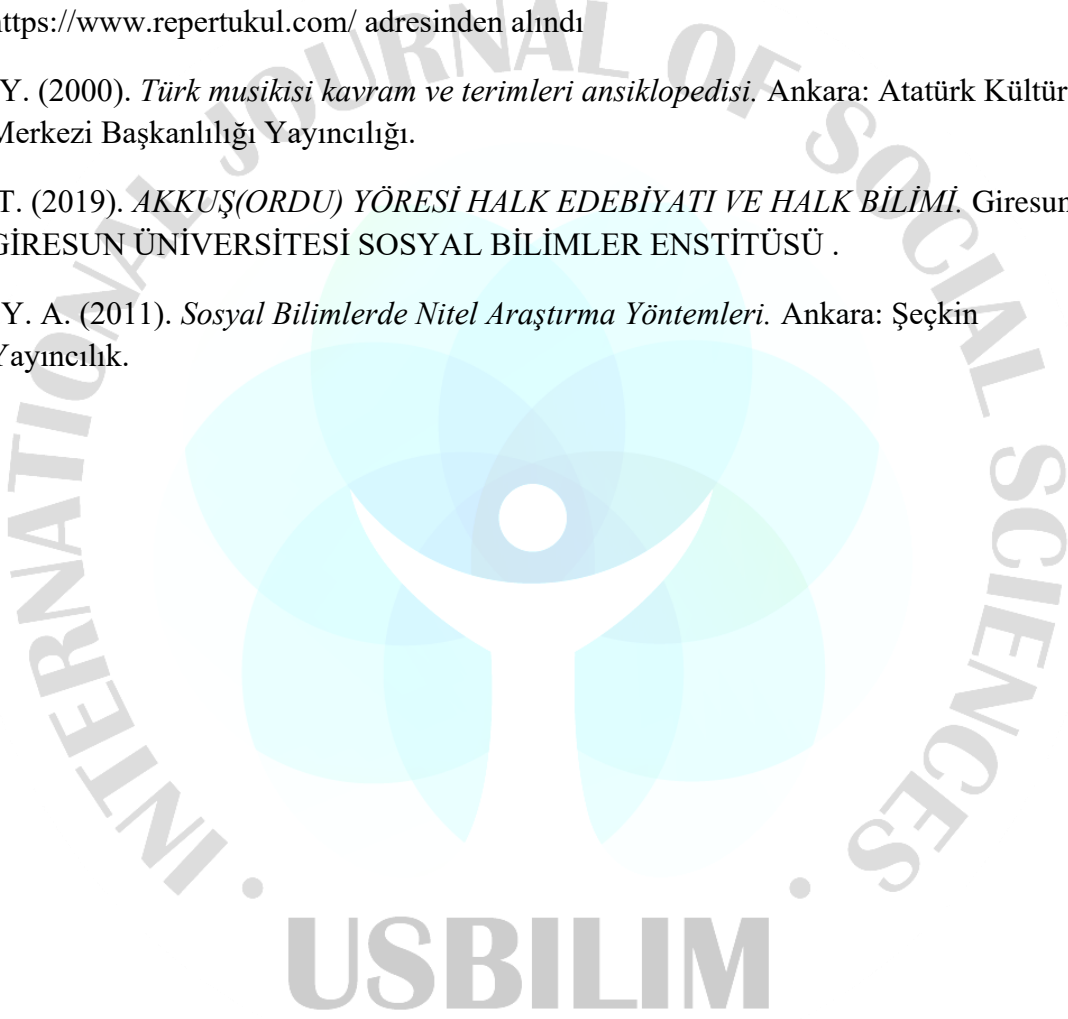 https://www.repertukul.com/ adresinden alındı
Y. (2000). Türk musikisi kavram ve terimleri ansiklopedisi. Ankara: Atatürk Kültür
Merkezi Başkanlılığı Yayıncılığı.
T. (2019). AKKUŞ(ORDU) YÖRESİ HALK EDEBİYATI VE HALK BİLİMİ. Giresun
GİRESUN ÜNİVERSİTESİ SOSYAL BİLİMLER ENSTİTÜSÜ .
Y. A. (2011). Sosyal Bilimlerde Nitel Araştırma Yöntemleri. Ankara: Şeçkin
Yayıncılık.
INTERNATIONAL JOURNAL OF SOCIAL SCIENCES
USBILIM